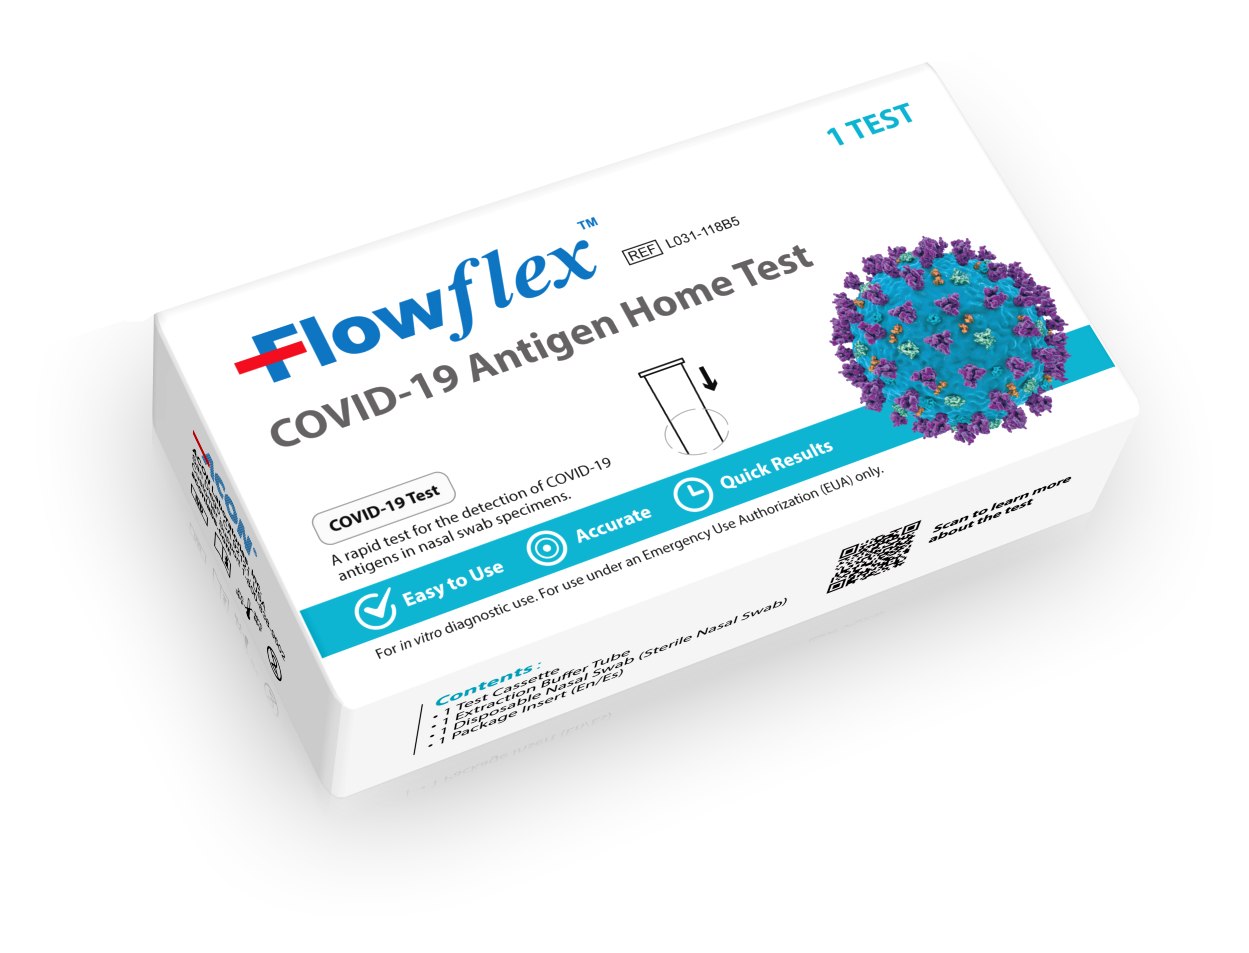 1 TEST
Flowflex™
REF L031-118B5
COVID-19 Antigen Home Test
COVID-19 Test
A rapid test for the detection of COVID-19
antigens in nasal swab specimens.
Easy to Use
Accurate
Quick Results
For in vitro diagnostic use. For use under an Emergency Use Authorization (EUA) only.
Contents:
• 1 Test Cassette
• 1 Extraction Buffer Tube
• 1 Disposable Nasal Swab (Sterile Nasal Swab)
• 1 Package Insert (En/Es)
Scan to learn more
about the test
ACON